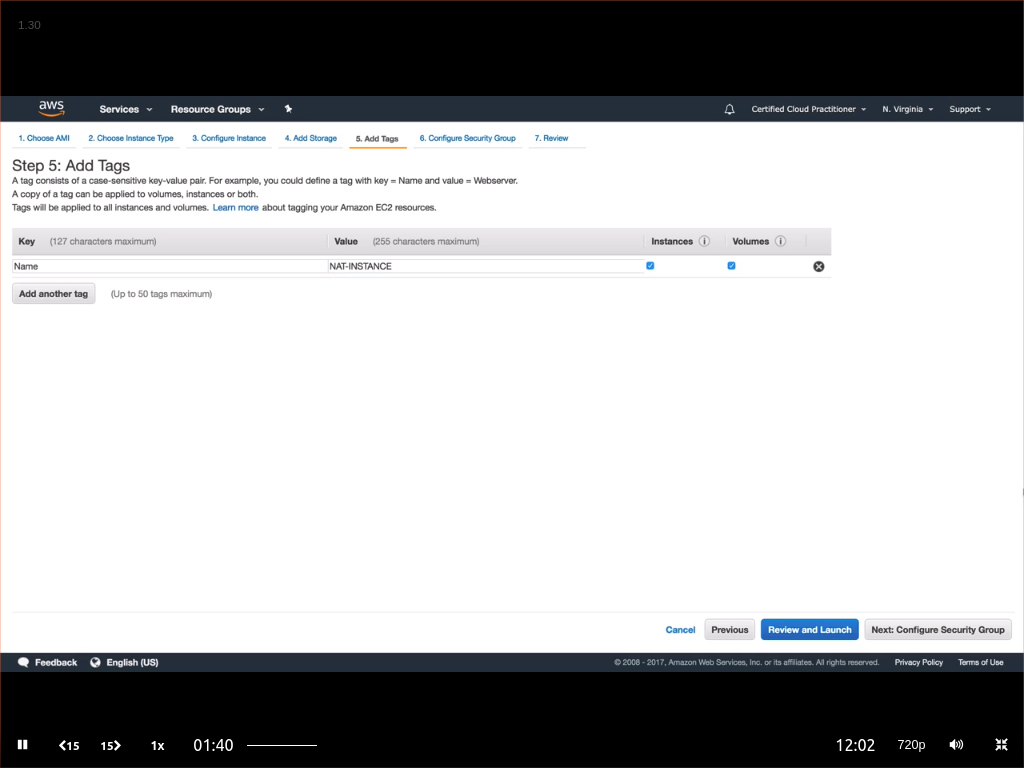 1.30
aws Services Resource Groups Certified Cloud Practitioner N. Virginia Support
1. Choose AMI 2. Choose Instance Type 3. Configure Instance 4. Add Storage 5. Add Tags 6. Configure Security Group 7. Review
Step 5: Add Tags
A tag consists of a case-sensitive key-value pair. For example, you could define a tag with key = Name and value = Webserver.
A copy of a tag can be applied to volumes, instances or both.
Tags will be applied to all instances and volumes. Learn more about tagging your Amazon EC2 resources.
Key (127 characters maximum) Value (255 characters maximum) Instances i Volumes i
Name NAT-INSTANCE
Add another tag (Up to 50 tags maximum)
Cancel Previous Review and Launch Next: Configure Security Group
Feedback English (US) © 2008 - 2017, Amazon Web Services, Inc. or its affiliates. All rights reserved. Privacy Policy Terms of Use
15 15 1x 01:40 12:02 720p